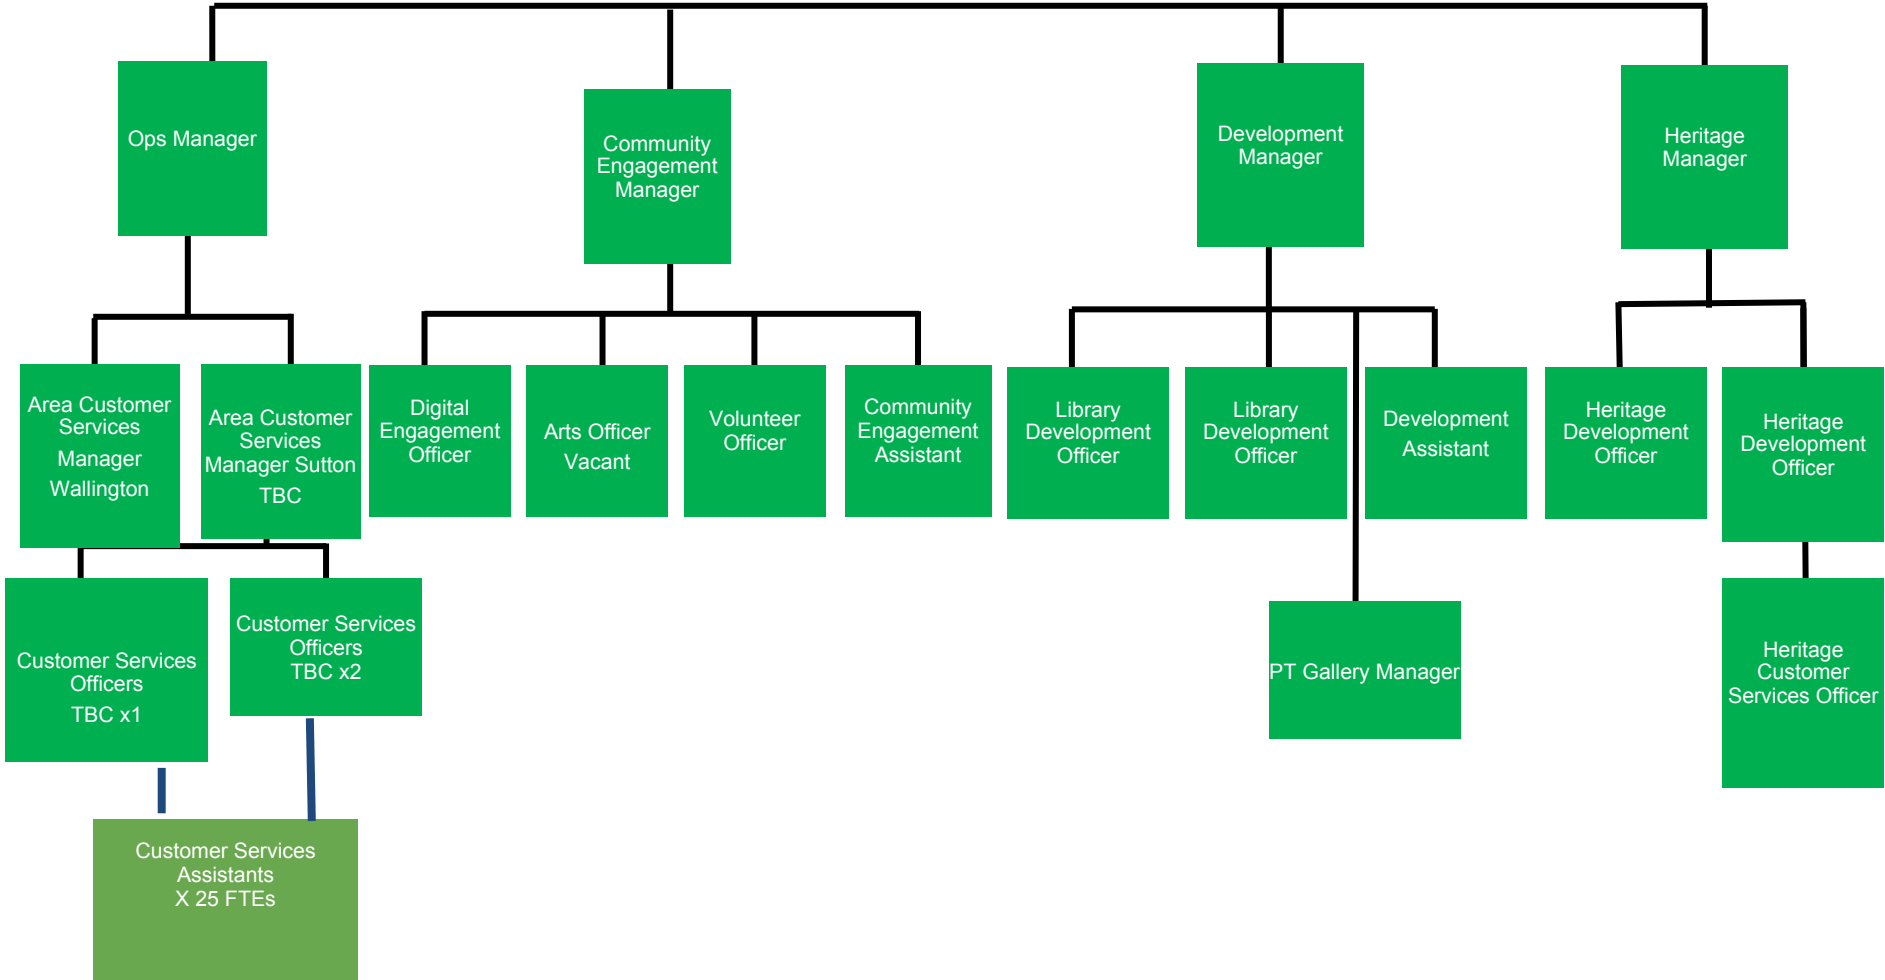 Ops Manager
Community
Engagement
Manager
Development
Manager
Heritage
Manager
Area Customer
Services
Manager
Wallington
Area Customer
Services
Manager Sutton
TBC
Digital
Engagement
Officer
Arts Officer
Vacant
Volunteer
Officer
Community
Engagement
Assistant
Library
Development
Officer
Library
Development
Officer
Development
Assistant
Heritage
Development
Officer
Heritage
Development
Officer
Customer Services
Officers
TBC x1
Customer Services
Officers
TBC x2
PT Gallery Manager
Heritage
Customer
Services Officer
Customer Services
Assistants
X 25 FTEs